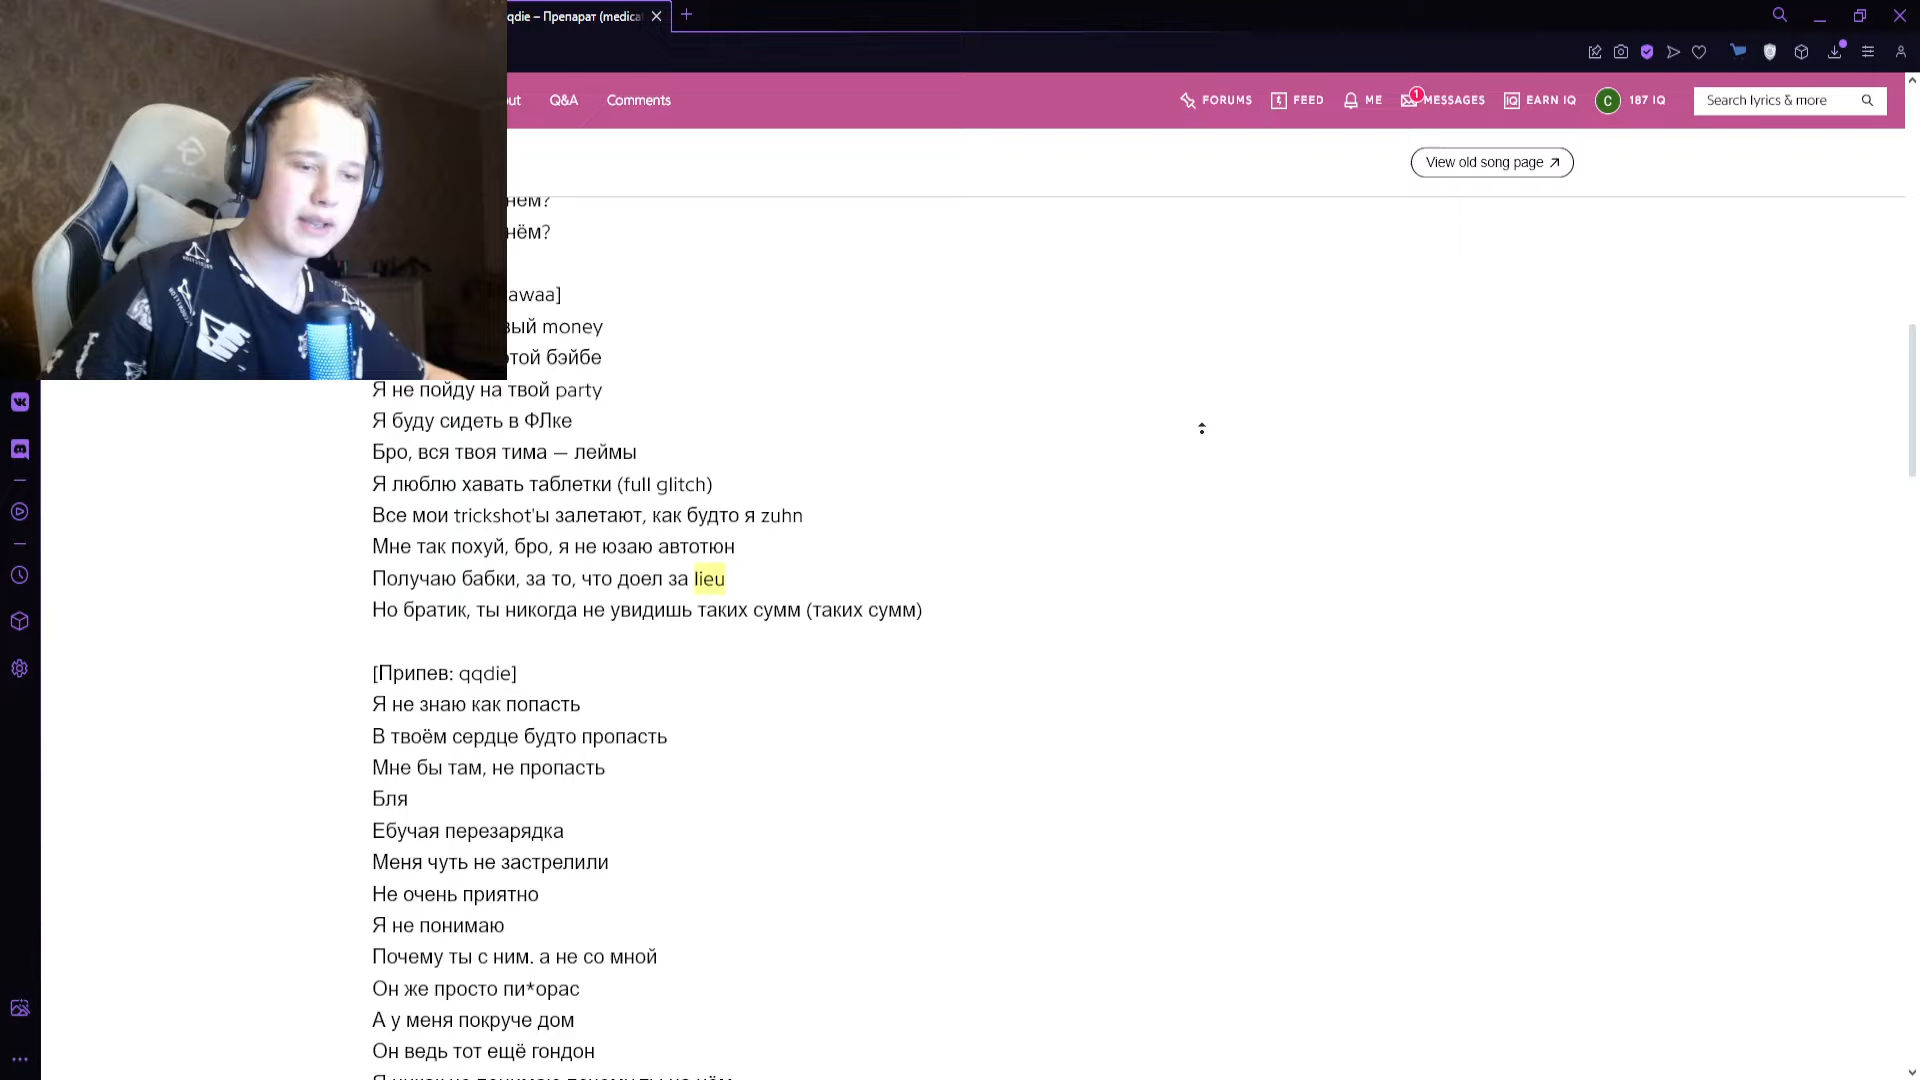 qdie – Препарат (medica
out Q&A Comments FORUMS FEED ME 1 MESSAGES EARN IQ C 187 IQ Search lyrics & more
View old song page
нём?
нём?
awaa]
вый money
той бэйбе
Я не пойду на твой party
Я буду сидеть в ФЛке
Бро, вся твоя тима — леймы
Я люблю хавать таблетки (full glitch)
Все мои trickshot'ы залетают, как будто я zuhn
Мне так похуй, бро, я не юзаю автотюн
Получаю бабки, за то, что доел за lieu
Но братик, ты никогда не увидишь таких сумм (таких сумм)
[Припев: qqdie]
Я не знаю как попасть
В твоём сердце будто пропасть
Мне бы там, не пропасть
Бля
Ебучая перезарядка
Меня чуть не застрелили
Не очень приятно
Я не понимаю
Почему ты с ним. а не со мной
Он же просто пи*орас
А у меня покруче дом
Он ведь тот ещё гондон